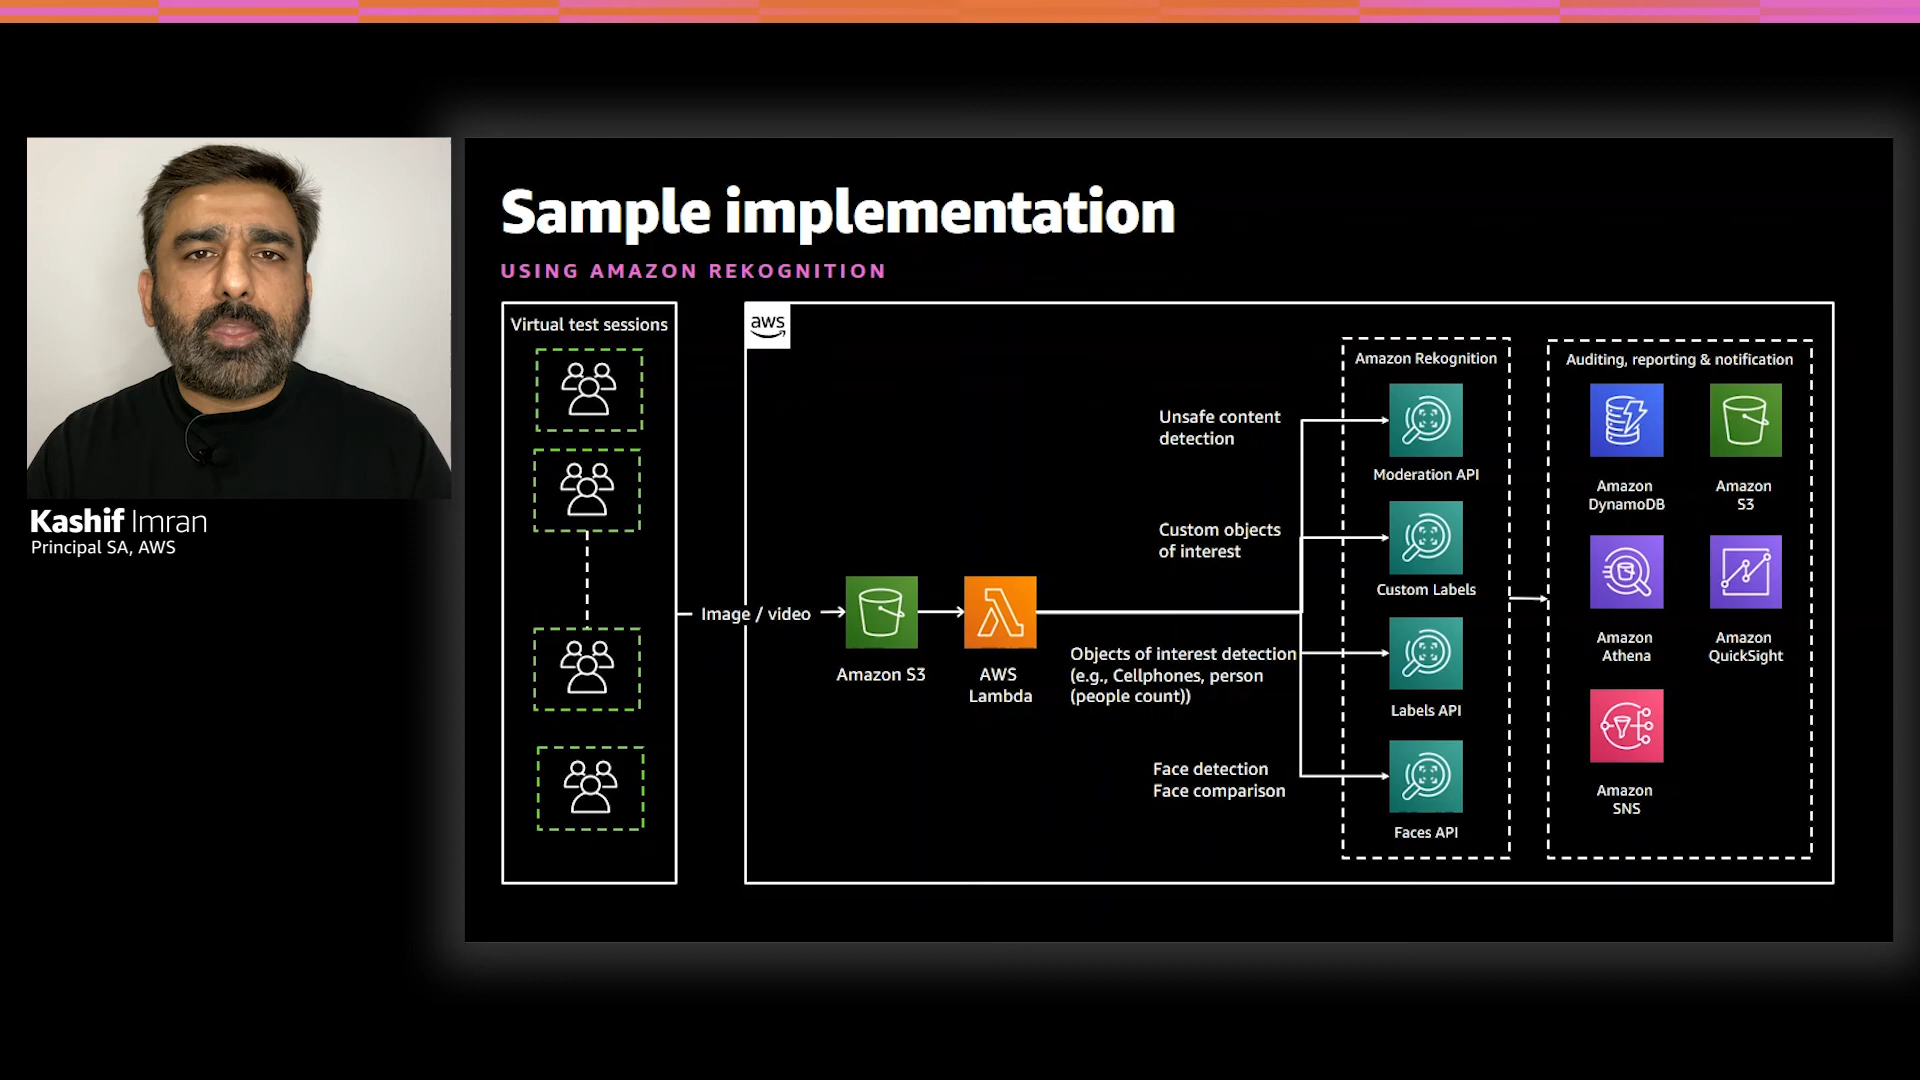 Kashif Imran
Principal SA, AWS
Sample implementation
USING AMAZON REKOGNITION
Virtual test sessions
Image / video
aws
Amazon S3
AWS
Lambda
Unsafe content
detection
Custom objects
of interest
Objects of interest detection
(e.g., Cellphones, person
(people count))
Face detection
Face comparison
Amazon Rekognition
Moderation API
Custom Labels
Labels API
Faces API
Auditing, reporting & notification
Amazon
DynamoDB
Amazon
S3
Amazon
Athena
Amazon
QuickSight
Amazon
SNS